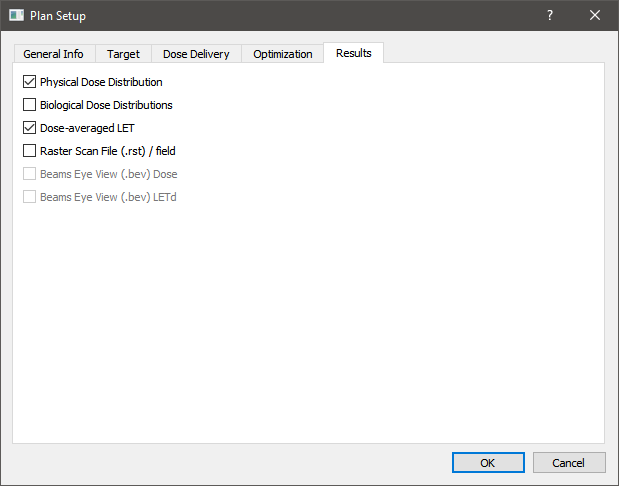 Plan Setup
?
General Info Target Dose Delivery Optimization Results
Physical Dose Distribution
Biological Dose Distributions
Dose-averaged LET
Raster Scan File (.rst) / field
Beams Eye View (.bev) Dose
Beams Eye View (.bev) LETd
OK Cancel